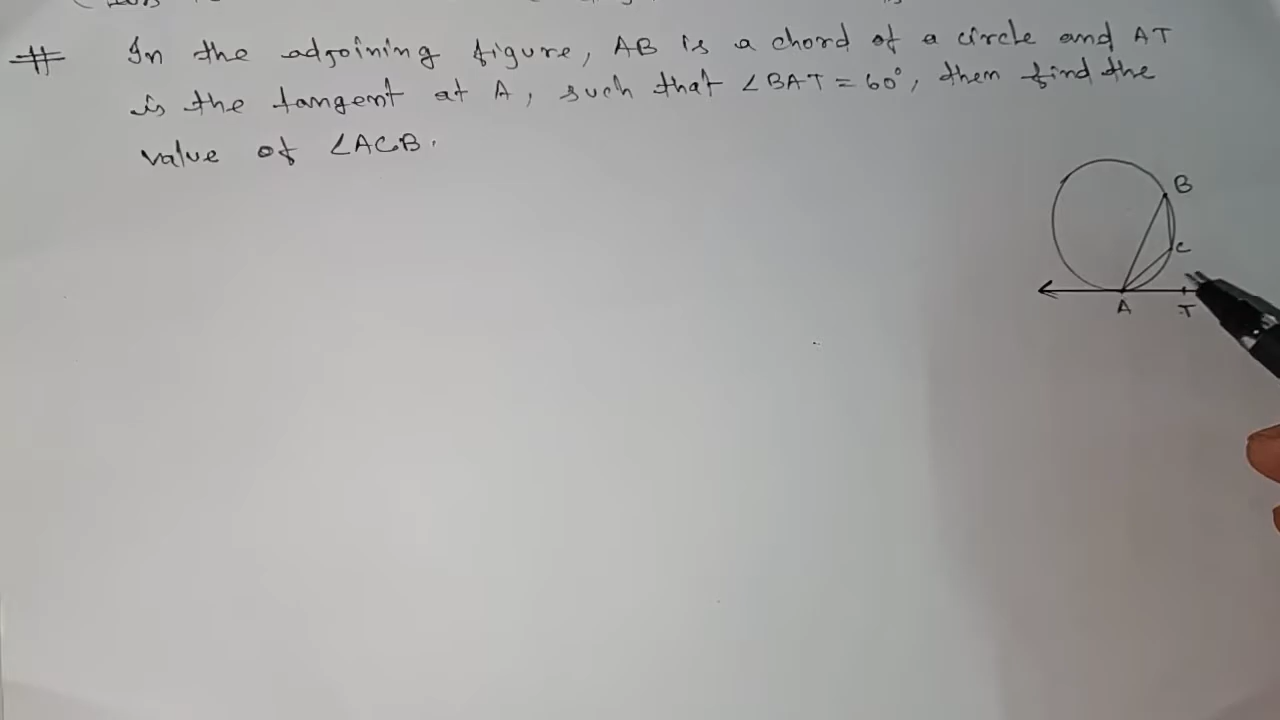 # In the adjoining figure, AB is a chord of a circle and AT
is the tangent at A, such that ∠BAT = 60°, then find the
value of ∠ACB.
B
C
A
T